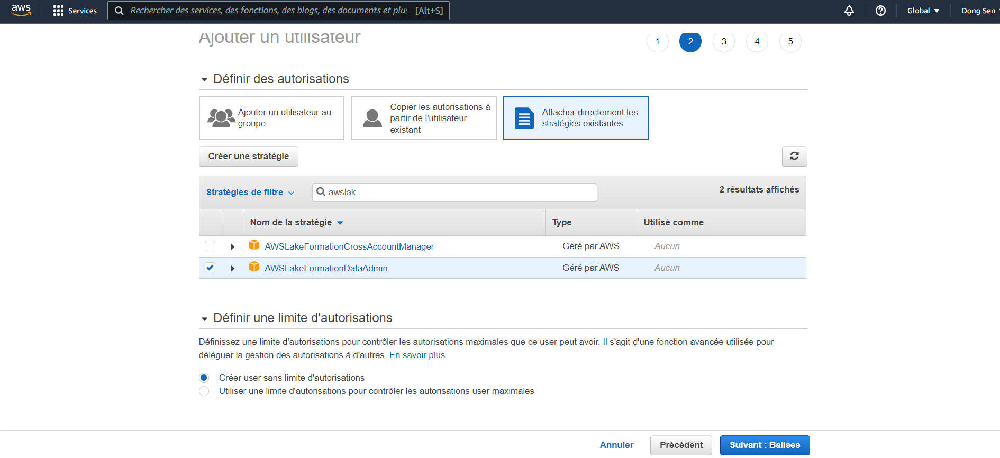 aws
Services
Rechercher des services, des fonctions, des blogs, des documents et plus
[Alt+S]
Global
Dong Sen
Ajouter un utilisateur
1
2
3
4
5
Définir des autorisations
Ajouter un utilisateur au
groupe
Copier les autorisations à
partir de l'utilisateur
existant
Attacher directement les
stratégies existantes
Créer une stratégie
Stratégies de filtre
awslak
2 résultats affichés
Nom de la stratégie
Type
Utilisé comme
AWSLakeFormationCrossAccountManager
Géré par AWS
Aucun
AWSLakeFormationDataAdmin
Géré par AWS
Aucun
Définir une limite d'autorisations
Définissez une limite d'autorisations pour contrôler les autorisations maximales que ce user peut avoir. Il s'agit d'une fonction avancée utilisée pour
déléguer la gestion des autorisations à d'autres. En savoir plus
Créer user sans limite d'autorisations
Utiliser une limite d'autorisations pour contrôler les autorisations user maximales
Annuler
Précédent
Suivant : Balises